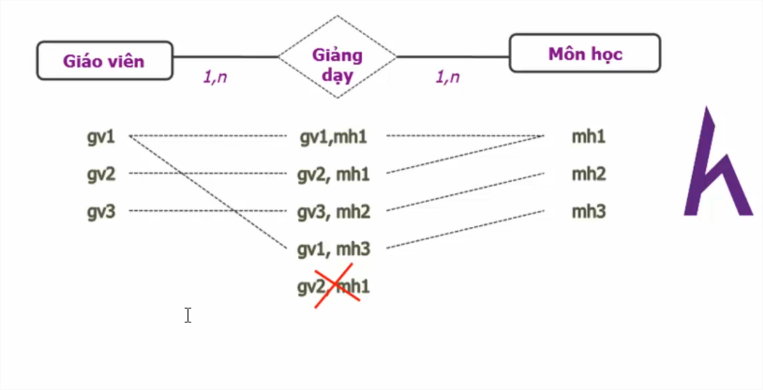 Giáo viên
1,n
Giảng
dạy
1,n
Môn học
gv1 gv1,mh1 mh1
gv2 gv2, mh1 mh2
gv3 gv3, mh2 mh3
gv1, mh3
gv2, mh1